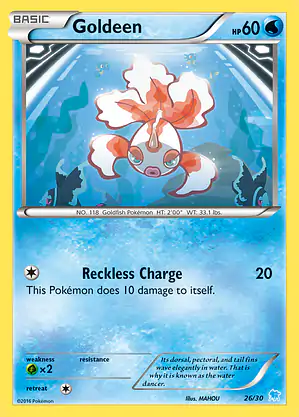 BASIC
Goldeen
HP60
NO. 118 Goldfish Pokémon HT: 2'00" WT: 33.1 lbs.
Reckless Charge 20
This Pokémon does 10 damage to itself.
weakness
resistance
×2
retreat
Its dorsal, pectoral, and tail fins
wave elegantly in water. That is
why it is known as the water
dancer.
Illus. MAHOU
26/30
©2016 Pokémon